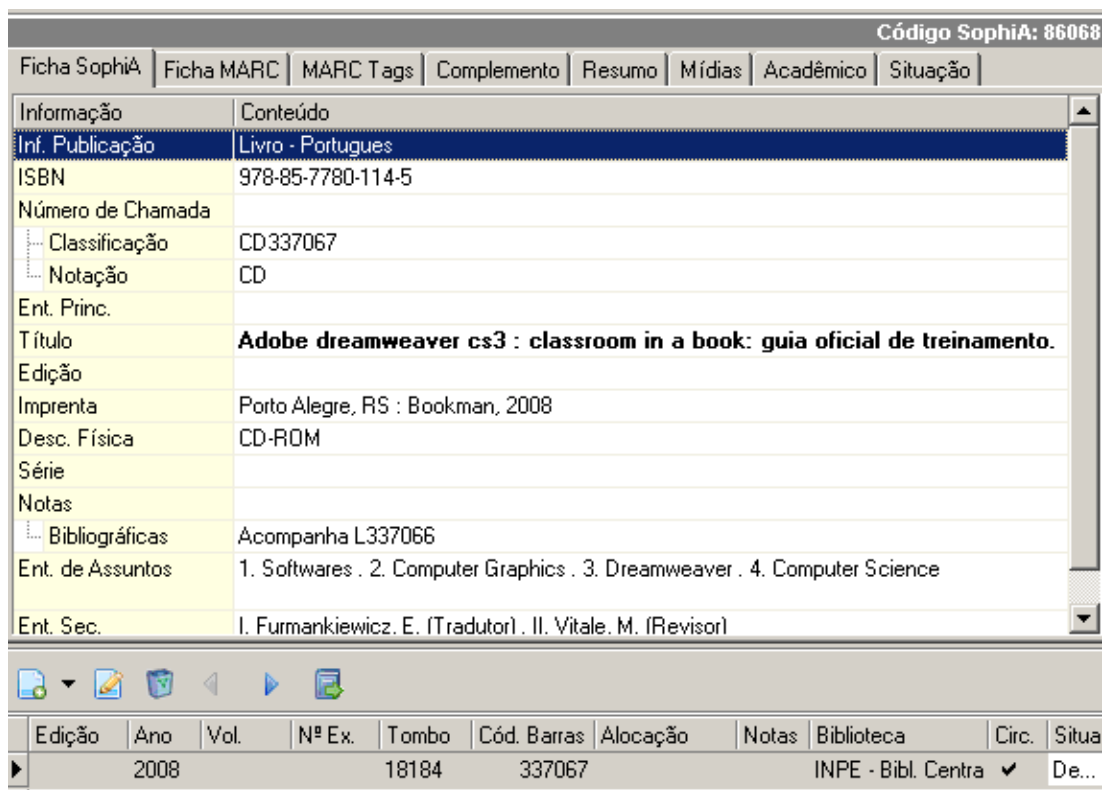 Código SophiA: 86068
Ficha SophiA Ficha MARC MARC Tags Complemento Resumo Mídias Acadêmico Situação
Informação Conteúdo
Inf. Publicação Livro - Portugues
ISBN 978-85-7780-114-5
Número de Chamada
Classificação CD337067
Notação CD
Ent. Princ.
Título Adobe dreamweaver cs3 : classroom in a book: guia oficial de treinamento.
Edição
Imprenta Porto Alegre, RS : Bookman, 2008
Desc. Física CD-ROM
Série
Notas
Bibliográficas Acompanha L337066
Ent. de Assuntos 1. Softwares . 2. Computer Graphics . 3. Dreamweaver . 4. Computer Science
Ent. Sec. I. Furmankiewicz, E. (Tradutor) . II. Vitale, M. (Revisor)
Edição Ano Vol. Nº Ex. Tombo Cód. Barras Alocação Notas Biblioteca Circ. Situa
2008 18184 337067 INPE - Bibl. Centra De...